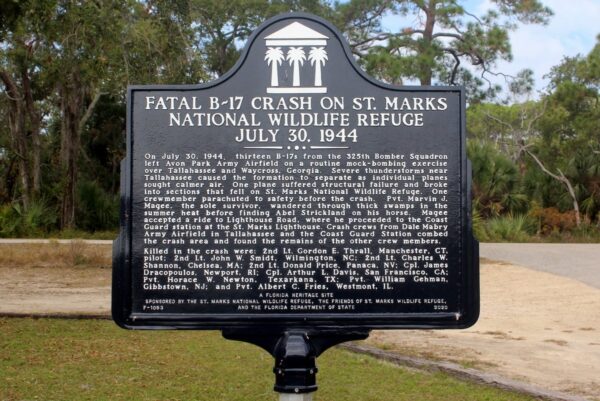 FATAL B-17 CRASH ON ST. MARKS
NATIONAL WILDLIFE REFUGE
JULY 30, 1944
On July 30, 1944, thirteen B-17s from the 325th Bomber Squadron
left Avon Park Army Airfield on a routine mock-bombing exercise
over Tallahassee and Waycross, Georgia. Severe thunderstorms near
Tallahassee caused the formation to separate as individual planes
sought calmer air. One plane suffered structural failure and broke
into sections that fell on St. Marks National Wildlife Refuge. One
crewmember parachuted to safety before the crash. Pvt. Marvin J.
Magee, the sole survivor, wandered through thick swamps in the
summer heat before finding Abel Strickland on his horse. Magee
accepted a ride to Lighthouse Road, where he proceeded to the Coast
Guard station at the St. Marks Lighthouse. Crash crews from Dale Mabry
Army Airfield in Tallahassee and the Coast Guard Station combed
the crash area and found the remains of the other crew members.
Killed in the crash were: 2nd Lt. Gordon E. Thrall, Manchester, CT,
pilot; 2nd Lt. John W. Smidt, Wilmington, NC; 2nd Lt. Charles W.
Shannon, Chelsea, MA; 2nd Lt. Donald Price, Panaca, NV; Cpl. James
Dracopoulos, Newport, RI; Cpl. Arthur L. Davis, San Francisco, CA;
Pvt. Horace W. Newton, Texarkana, TX; Pvt. William Gehman,
Gibbstown, NJ; and Pvt. Albert C. Fries, Westmont, IL.
A FLORIDA HERITAGE SITE
SPONSORED BY THE ST. MARKS NATIONAL WILDLIFE REFUGE, THE FRIENDS OF ST. MARKS WILDLIFE REFUGE,
F-1093 AND THE FLORIDA DEPARTMENT OF STATE 2020